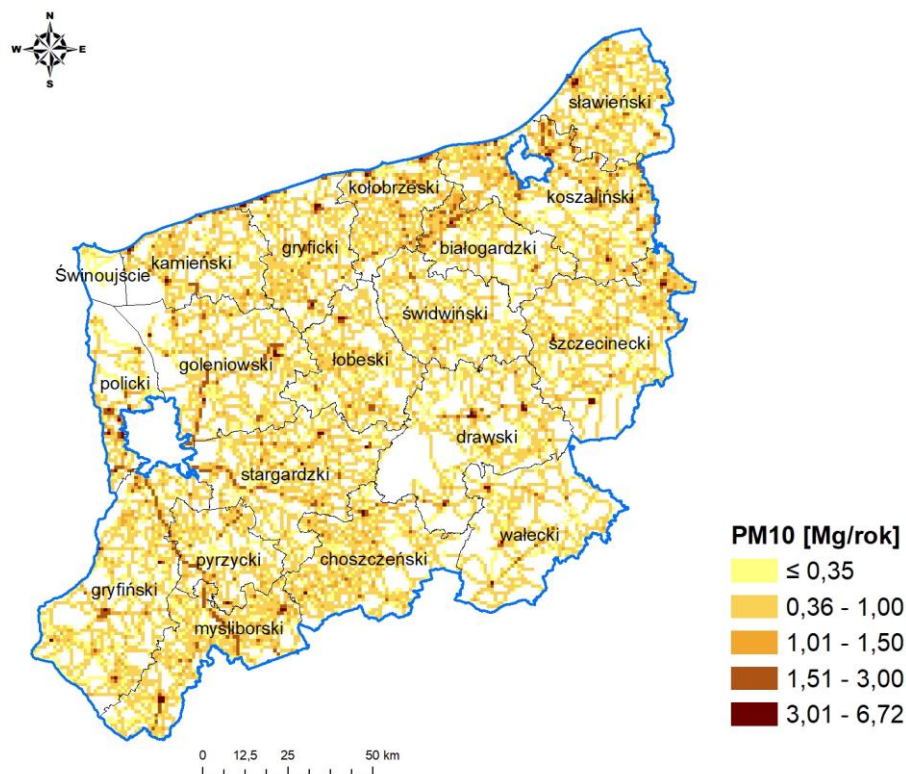 N
W E
S
sławieński
koszaliński
kołobrzeski
białogardzki
gryficki
kamieński
Świnoujście
świdwiński
szczecinecki
goleniowski
łobeski
policki
drawski
stargardzki
wałecki
choszczeński
pyrzycki
gryfiński
myśliborski
PM10 [Mg/rok]
≤ 0,35
0,36 - 1,00
1,01 - 1,50
1,51 - 3,00
3,01 - 6,72
0 12,5 25 50 km